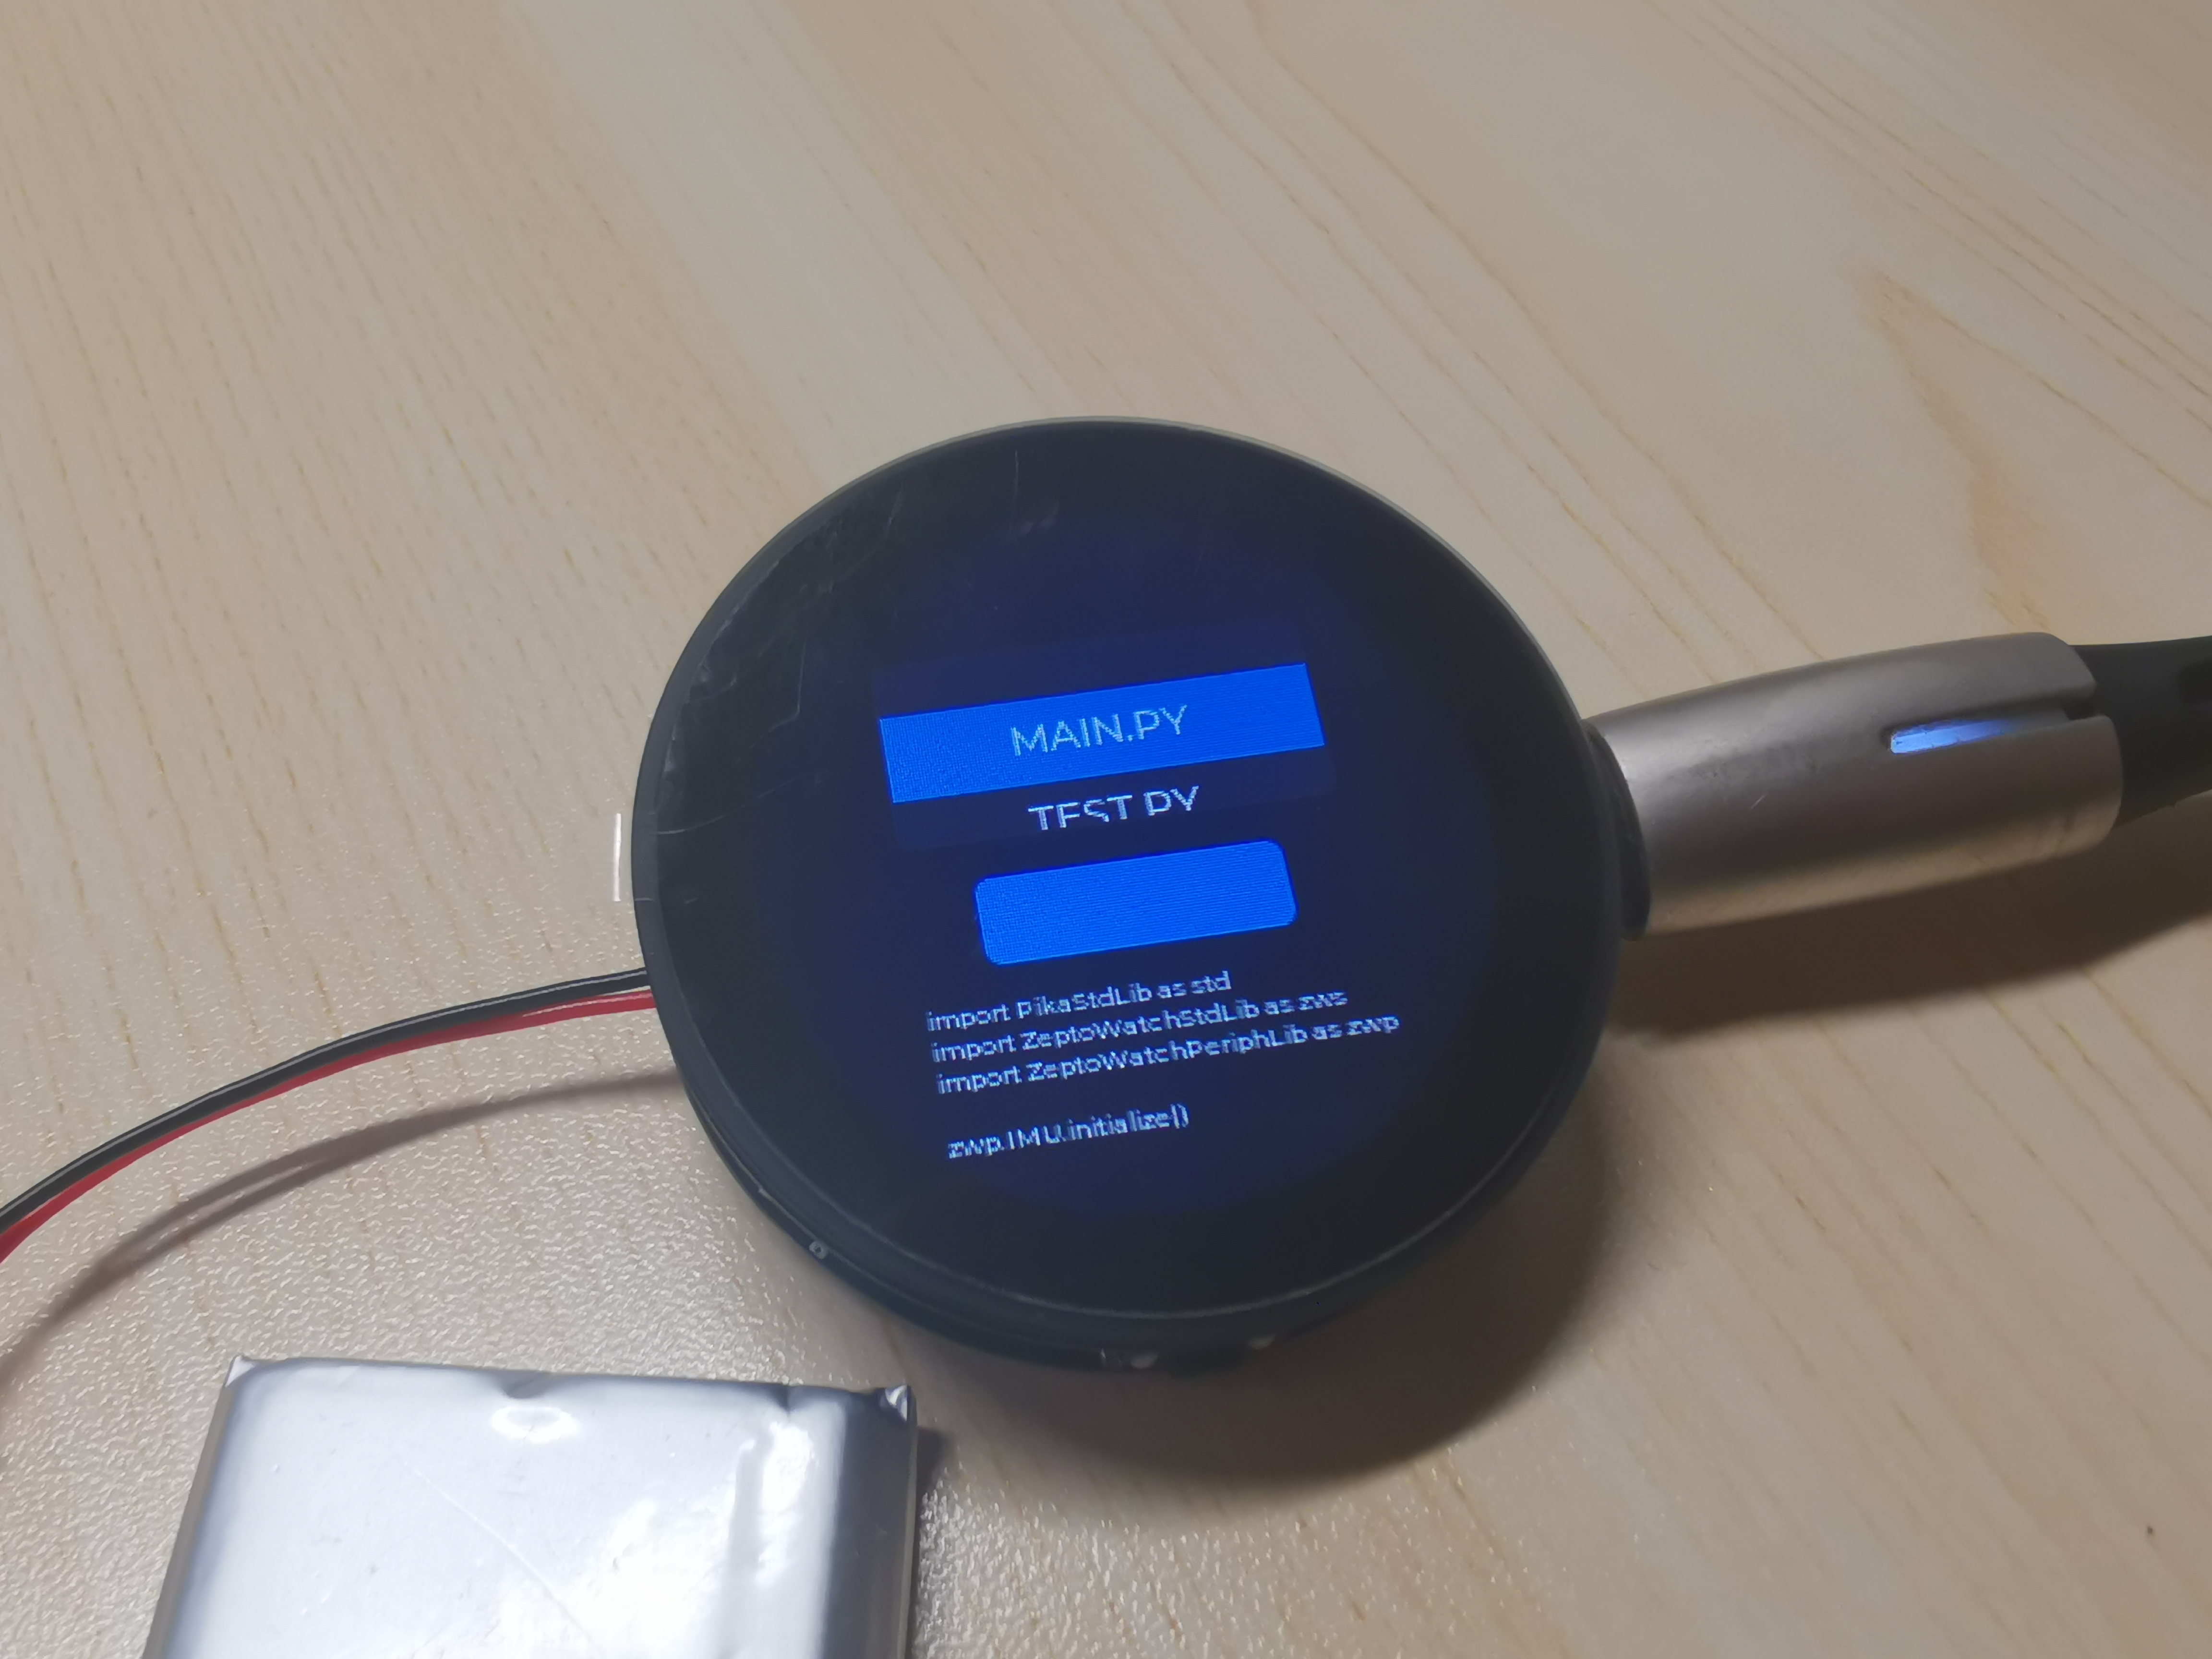 MAIN.PY
TEST.PY
import PikaStdLib as std
import ZeptoWatchStdLib as zws
import ZeptoWatchPeriphLib as zwp
zwp.IMU.initialize()